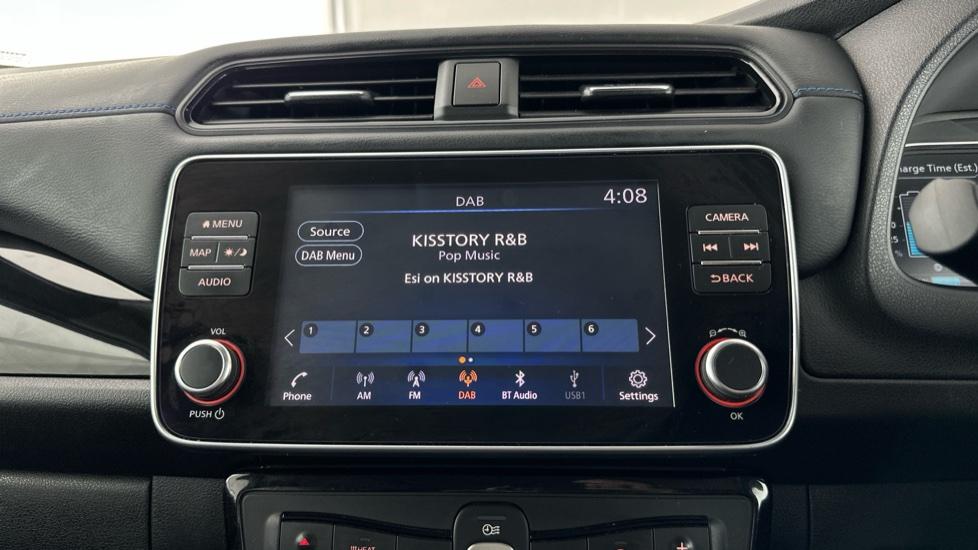 DAB
4:08
Source
DAB Menu
KISSTORY R&B
Pop Music
Esi on KISSTORY R&B
1 2 3 4 5 6
Phone AM FM DAB BT Audio USB1 Settings
MENU
MAP
AUDIO
VOL
PUSH
CAMERA
BACK
OK
arge Time (Est.)
HEAT